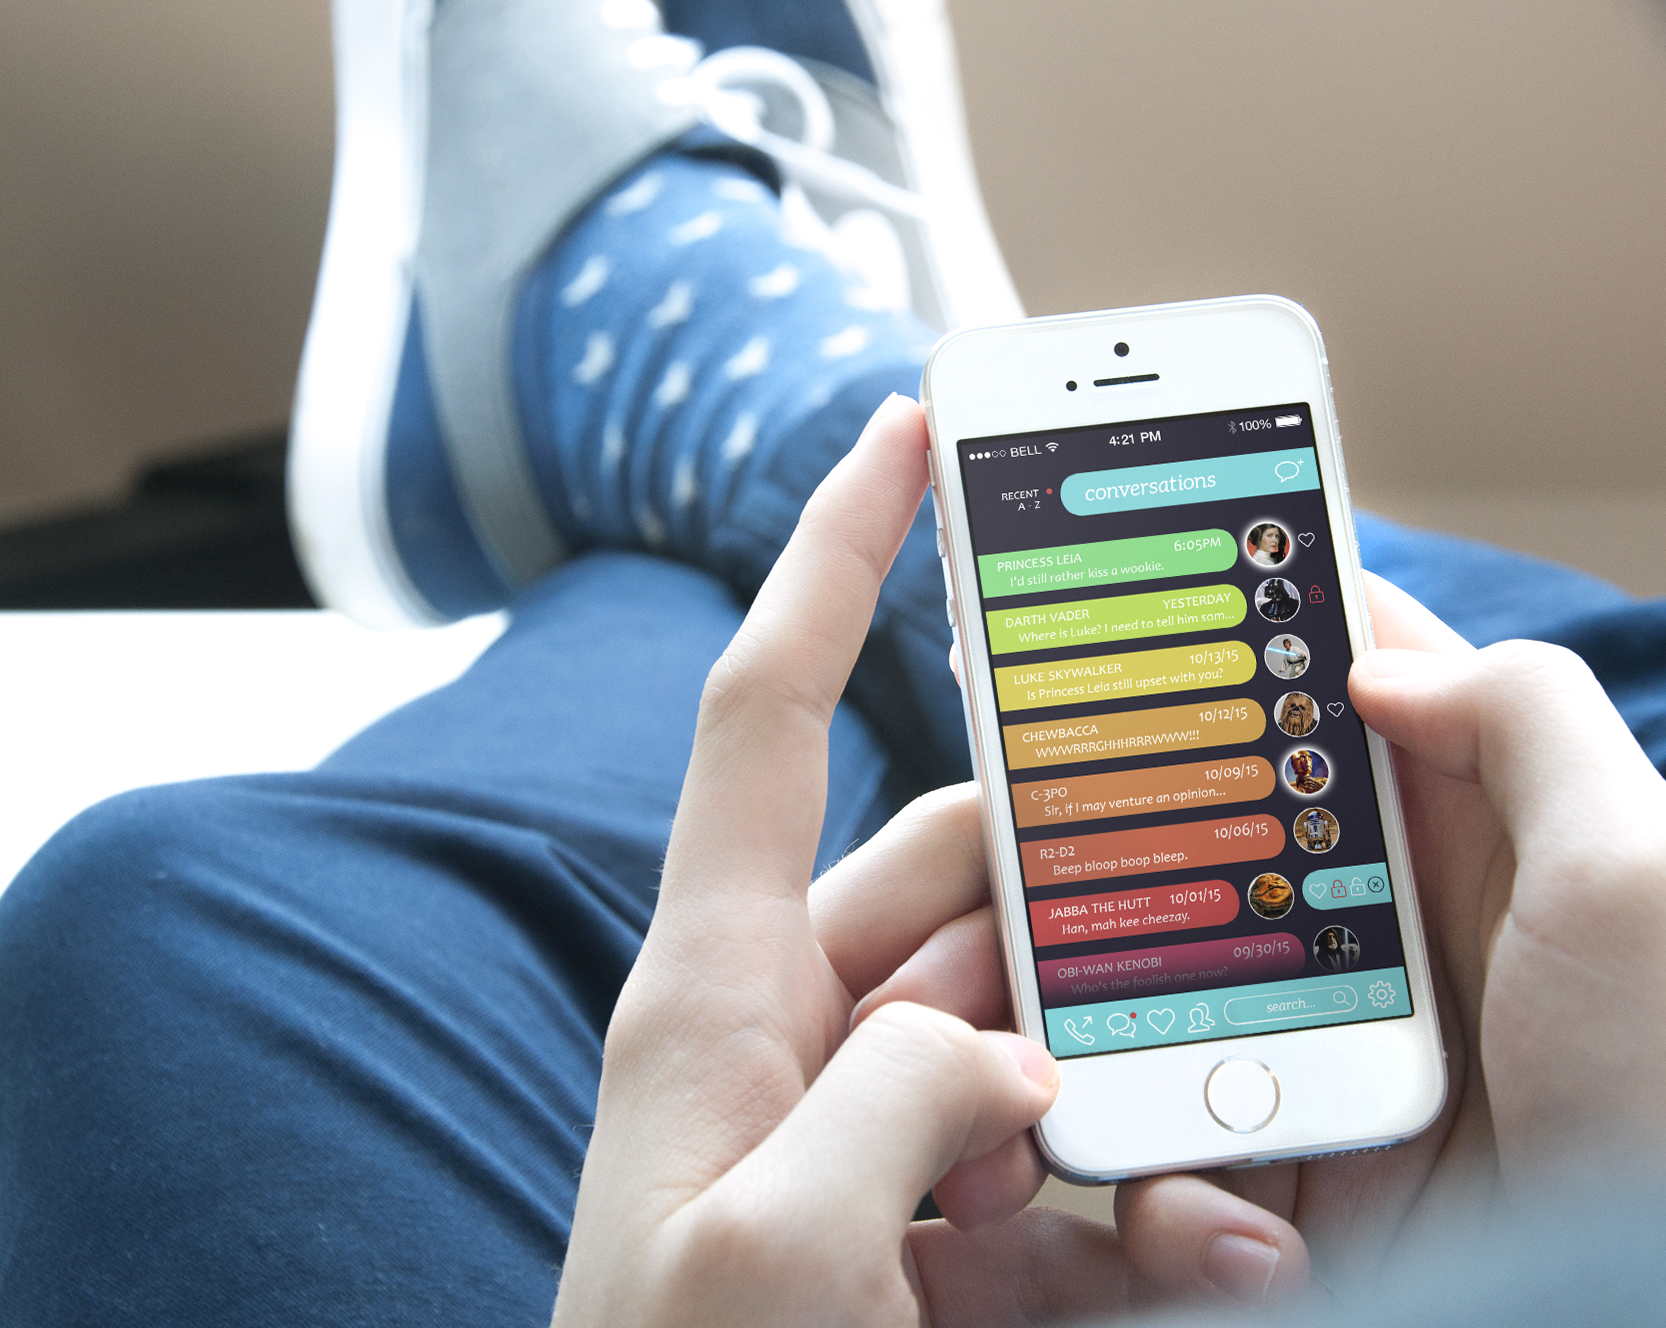 BELL 4:21 PM 100%
RECENT
A - Z
conversations
PRINCESS LEIA 6:05PM
I'd still rather kiss a wookie.
DARTH VADER YESTERDAY
Where is Luke? I need to tell him som...
LUKE SKYWALKER 10/13/15
Is Princess Leia still upset with you?
CHEWBACCA 10/12/15
WWWRRRGHHHRRRWWW!!!
C-3PO 10/09/15
Sir, if I may venture an opinion...
R2-D2 10/06/15
Beep bloop boop bleep.
JABBA THE HUTT 10/01/15
Han, mah kee cheezay.
OBI-WAN KENOBI 09/30/15
Who's the foolish one now?
search...